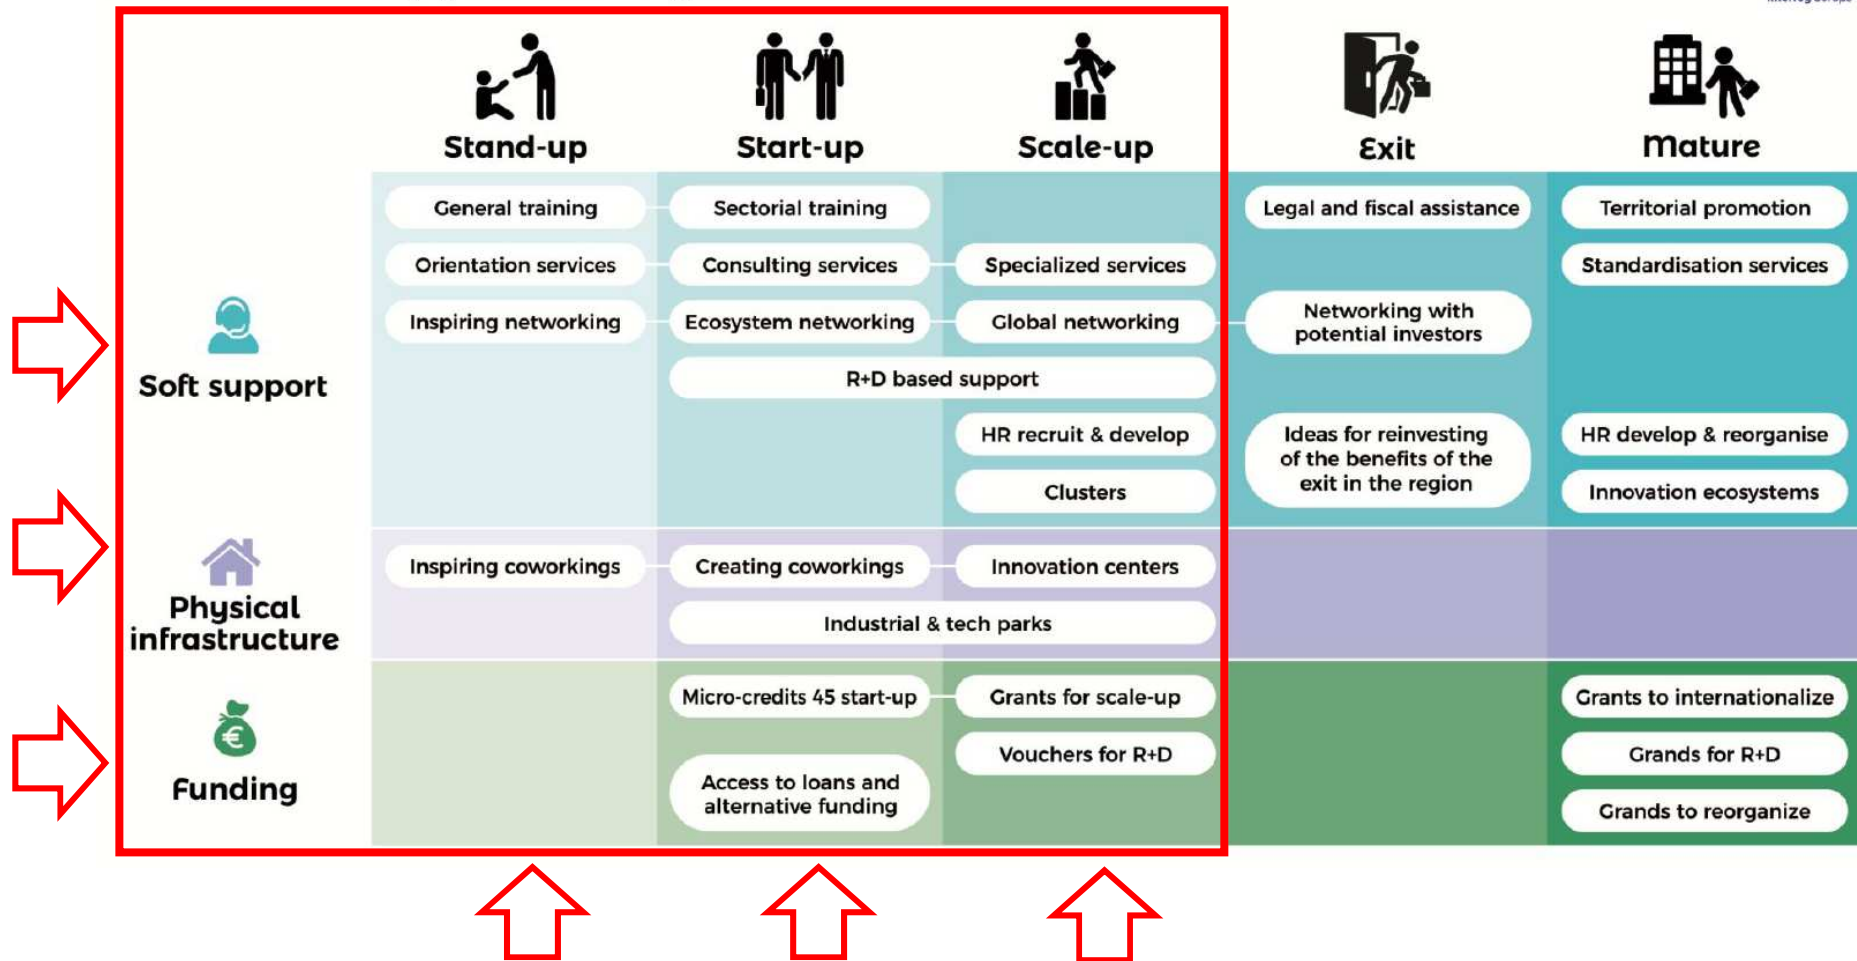 Stand-up
Start-up
Scale-up
Exit
Mature
Soft support
General training
Sectorial training
Legal and fiscal assistance
Territorial promotion
Orientation services
Consulting services
Specialized services
Standardisation services
Inspiring networking
Ecosystem networking
Global networking
Networking with
potential investors
R+D based support
HR recruit & develop
Ideas for reinvesting
of the benefits of the
exit in the region
HR develop & reorganise
Clusters
Innovation ecosystems
Physical
infrastructure
Inspiring coworkings
Creating coworkings
Innovation centers
Industrial & tech parks
Funding
€
Micro-credits 45 start-up
Grants for scale-up
Grants to internationalize
Vouchers for R+D
Grands for R+D
Access to loans and
alternative funding
Grands to reorganize